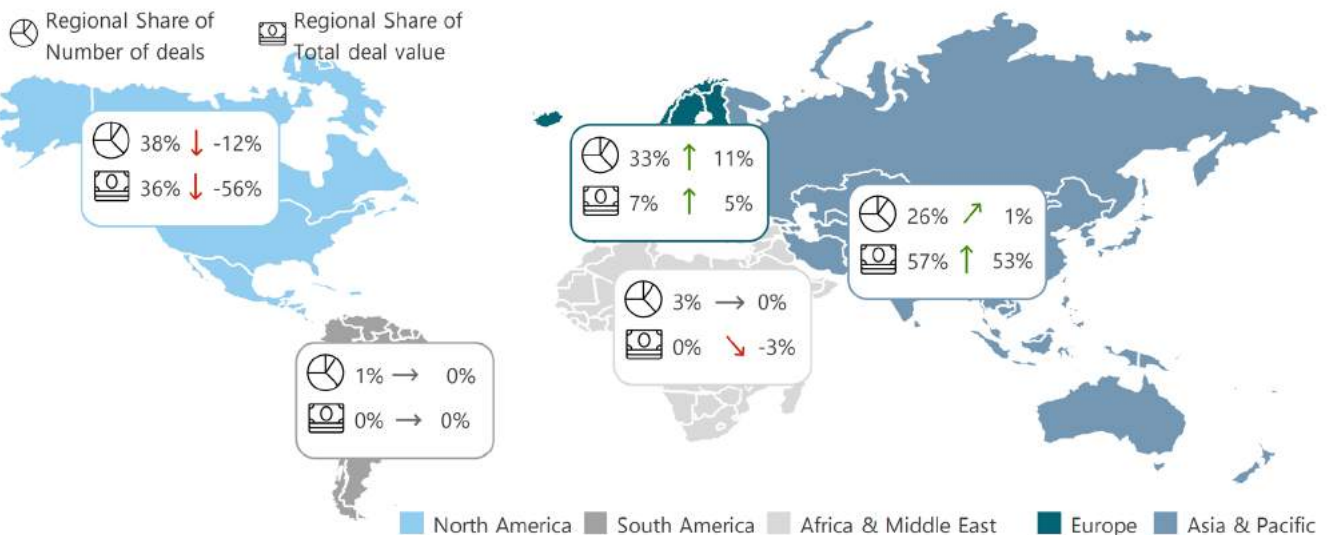 Regional Share of
Number of deals
Regional Share of
Total deal value
38% ↓ -12%
36% ↓ -56%
33% ↑ 11%
7% ↑ 5%
26% ↗ 1%
57% ↑ 53%
3% → 0%
0% ↘ -3%
1% → 0%
0% → 0%
North America South America Africa & Middle East Europe Asia & Pacific